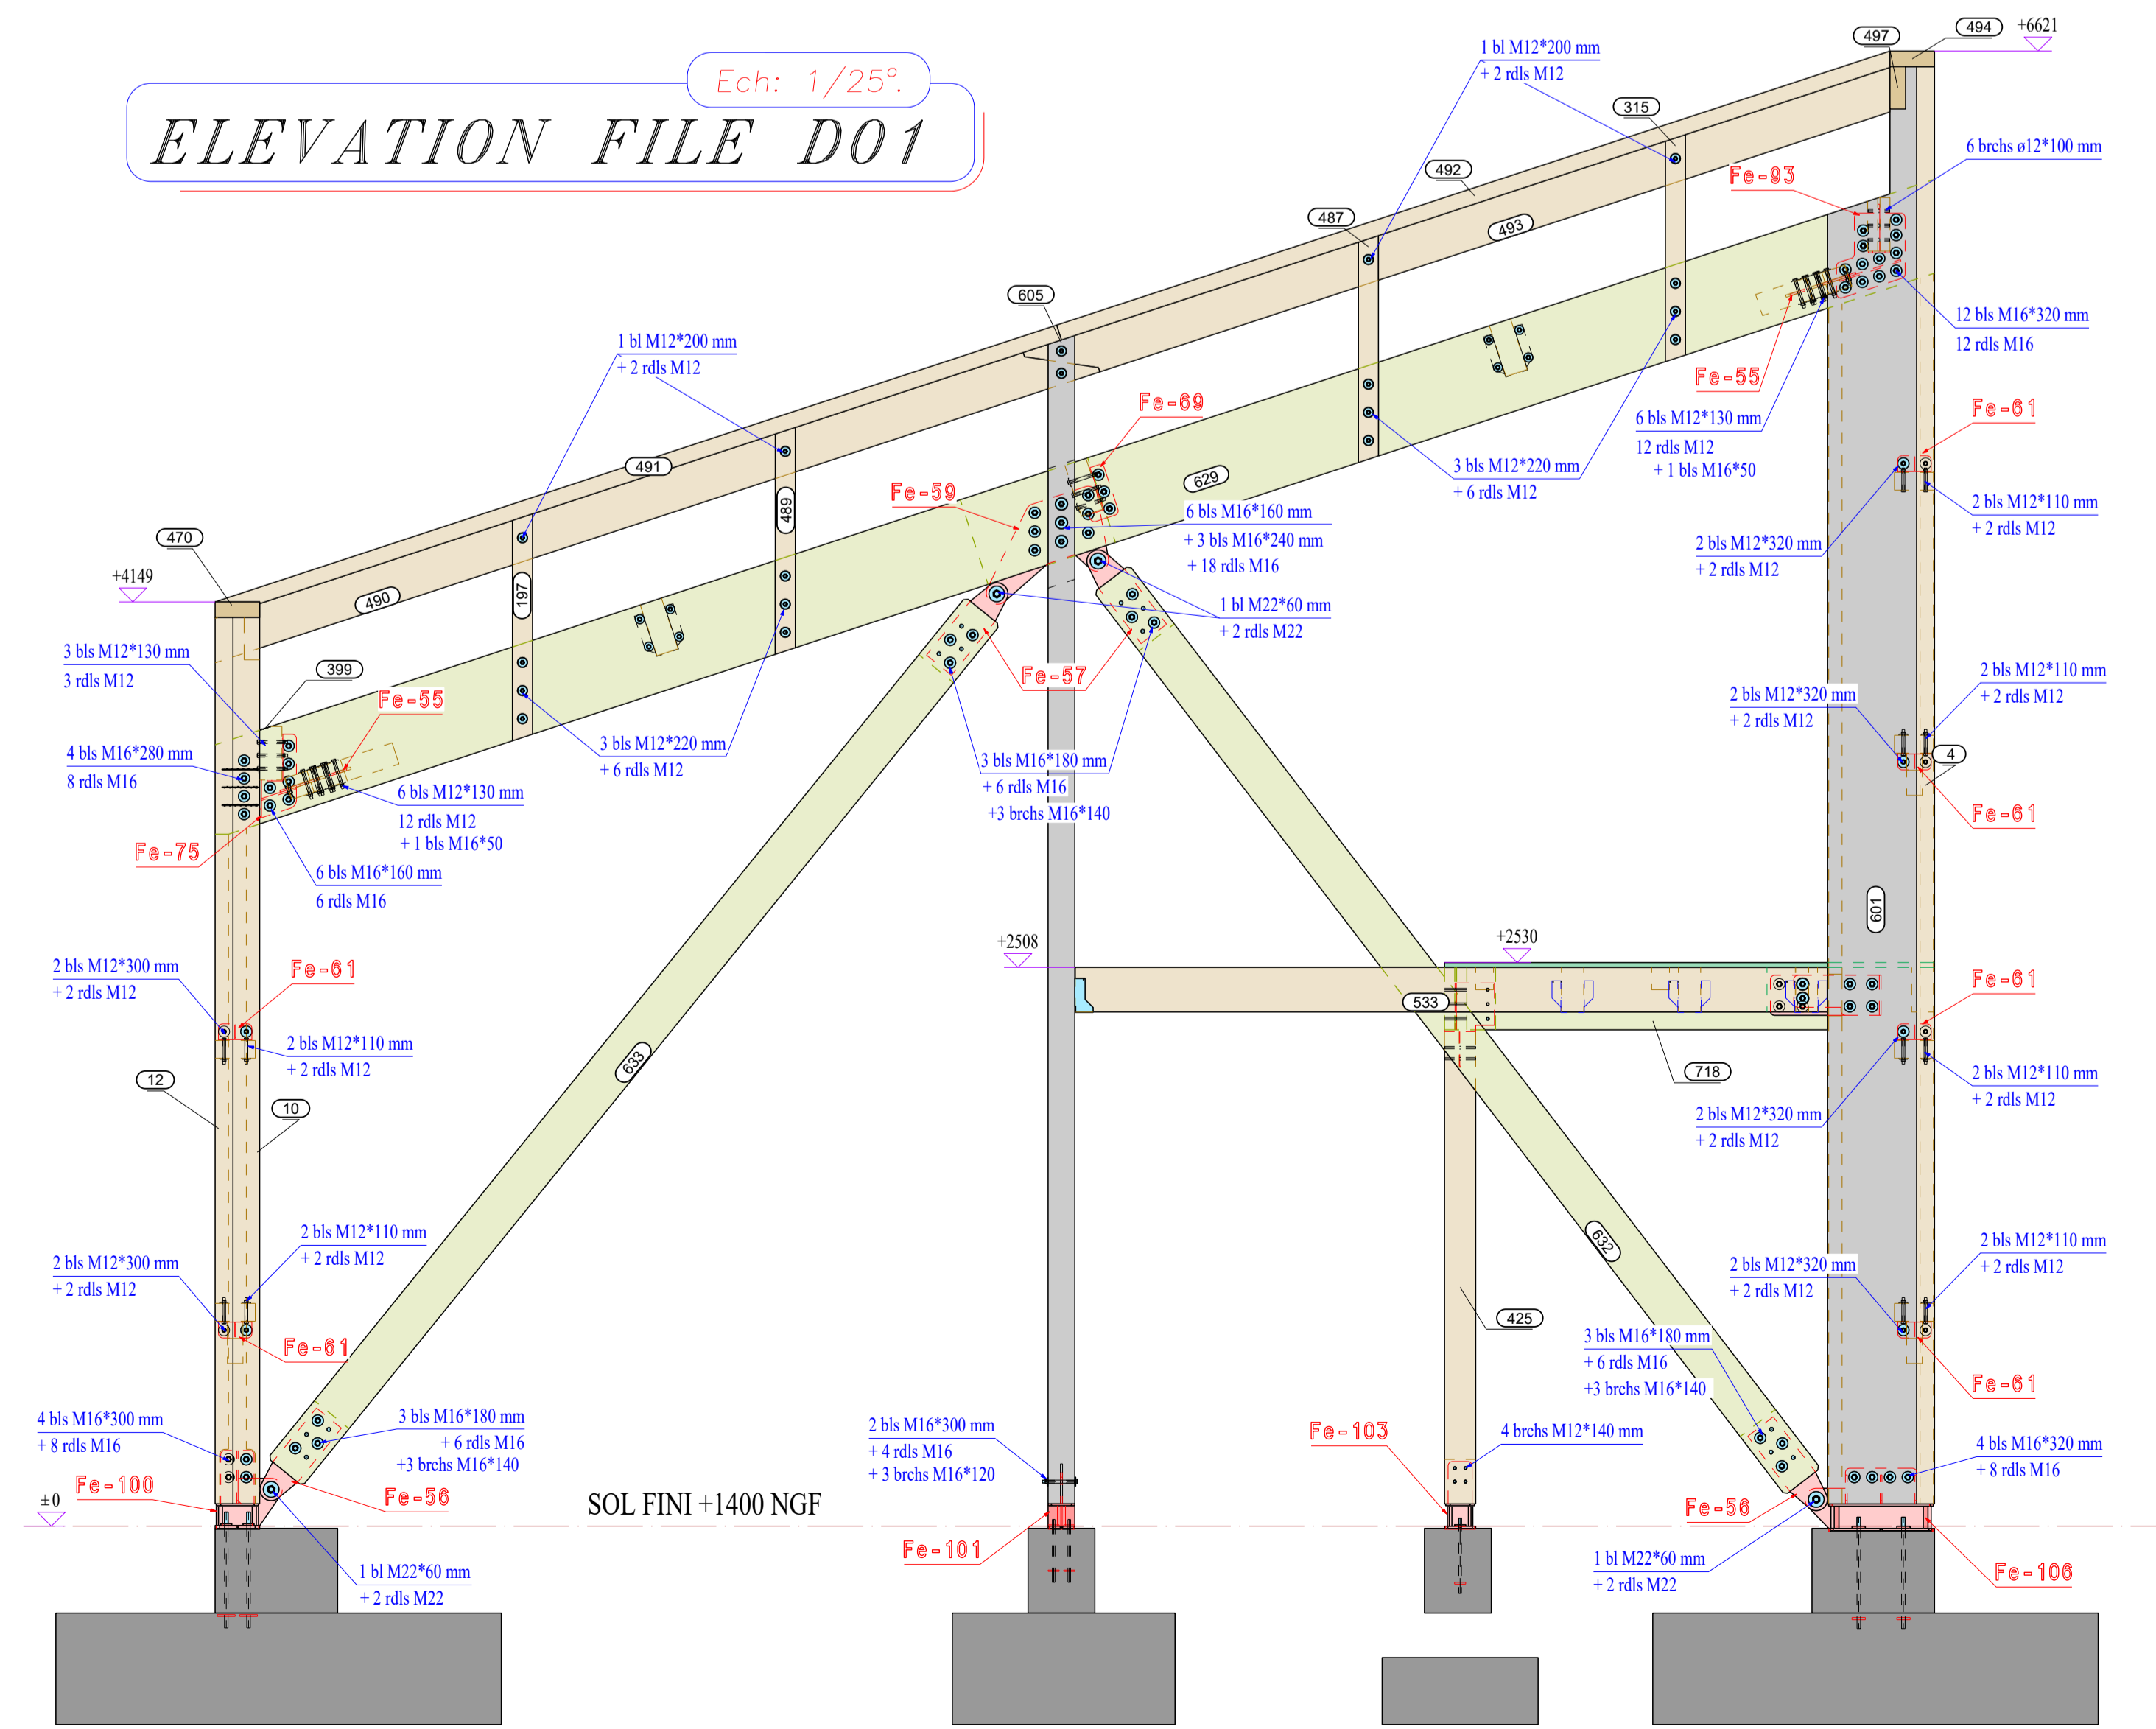 Ech: 1/25°.
ELEVATION FILE D01
1 bl M12*200 mm
+ 2 rdls M12
497
494
+6621
315
492
6 brchs ø12*100 mm
Fe-93
487
493
605
12 bls M16*320 mm
12 rdls M16
1 bl M12*200 mm
+ 2 rdls M12
Fe-55
Fe-69
Fe-61
6 bls M12*130 mm
12 rdls M12
+ 1 bls M16*50
491
629
3 bls M12*220 mm
+ 6 rdls M12
Fe-59
489
2 bls M12*110 mm
+ 2 rdls M12
6 bls M16*160 mm
+ 3 bls M16*240 mm
+ 18 rdls M16
470
2 bls M12*320 mm
+ 2 rdls M12
+4149
490
197
1 bl M22*60 mm
+ 2 rdls M22
3 bls M12*130 mm
3 rdls M12
399
Fe-57
2 bls M12*110 mm
+ 2 rdls M12
Fe-55
2 bls M12*320 mm
+ 2 rdls M12
4 bls M16*280 mm
8 rdls M16
3 bls M12*220 mm
+ 6 rdls M12
3 bls M16*180 mm
+ 6 rdls M16
+3 brchs M16*140
4
6 bls M12*130 mm
12 rdls M12
+ 1 bls M16*50
Fe-61
Fe-75
6 bls M16*160 mm
6 rdls M16
601
+2508
+2530
2 bls M12*300 mm
+ 2 rdls M12
Fe-61
Fe-61
533
2 bls M12*110 mm
+ 2 rdls M12
633
718
2 bls M12*110 mm
+ 2 rdls M12
12
10
2 bls M12*320 mm
+ 2 rdls M12
2 bls M12*110 mm
+ 2 rdls M12
632
2 bls M12*110 mm
+ 2 rdls M12
2 bls M12*300 mm
+ 2 rdls M12
2 bls M12*320 mm
+ 2 rdls M12
425
Fe-61
3 bls M16*180 mm
+ 6 rdls M16
+3 brchs M16*140
Fe-61
4 bls M16*300 mm
+ 8 rdls M16
3 bls M16*180 mm
+ 6 rdls M16
+3 brchs M16*140
2 bls M16*300 mm
+ 4 rdls M16
+ 3 brchs M16*120
Fe-103
4 brchs M12*140 mm
4 bls M16*320 mm
+ 8 rdls M16
Fe-100
Fe-56
±0
SOL FINI +1400 NGF
Fe-56
Fe-101
1 bl M22*60 mm
+ 2 rdls M22
1 bl M22*60 mm
+ 2 rdls M22
Fe-106